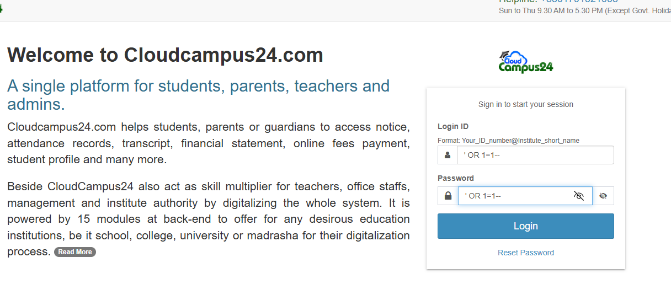 Sun to Thu 9.30 AM to 5.30 PM (Except Govt. Holida
Welcome to Cloudcampus24.com
A single platform for students, parents, teachers and
admins.
Cloudcampus24.com helps students, parents or guardians to access notice,
attendance records, transcript, financial statement, online fees payment,
student profile and many more.
Beside CloudCampus24 also act as skill multiplier for teachers, office staffs,
management and institute authority by digitalizing the whole system. It is
powered by 15 modules at back-end to offer for any desirous education
institutions, be it school, college, university or madrasha for their digitalization
process. Read More
Cloud
Campus24
Sign in to start your session
Login ID
Format: Your_ID_number@institute_short_name
' OR 1=1--
Password
' OR 1=1--
Login
Reset Password